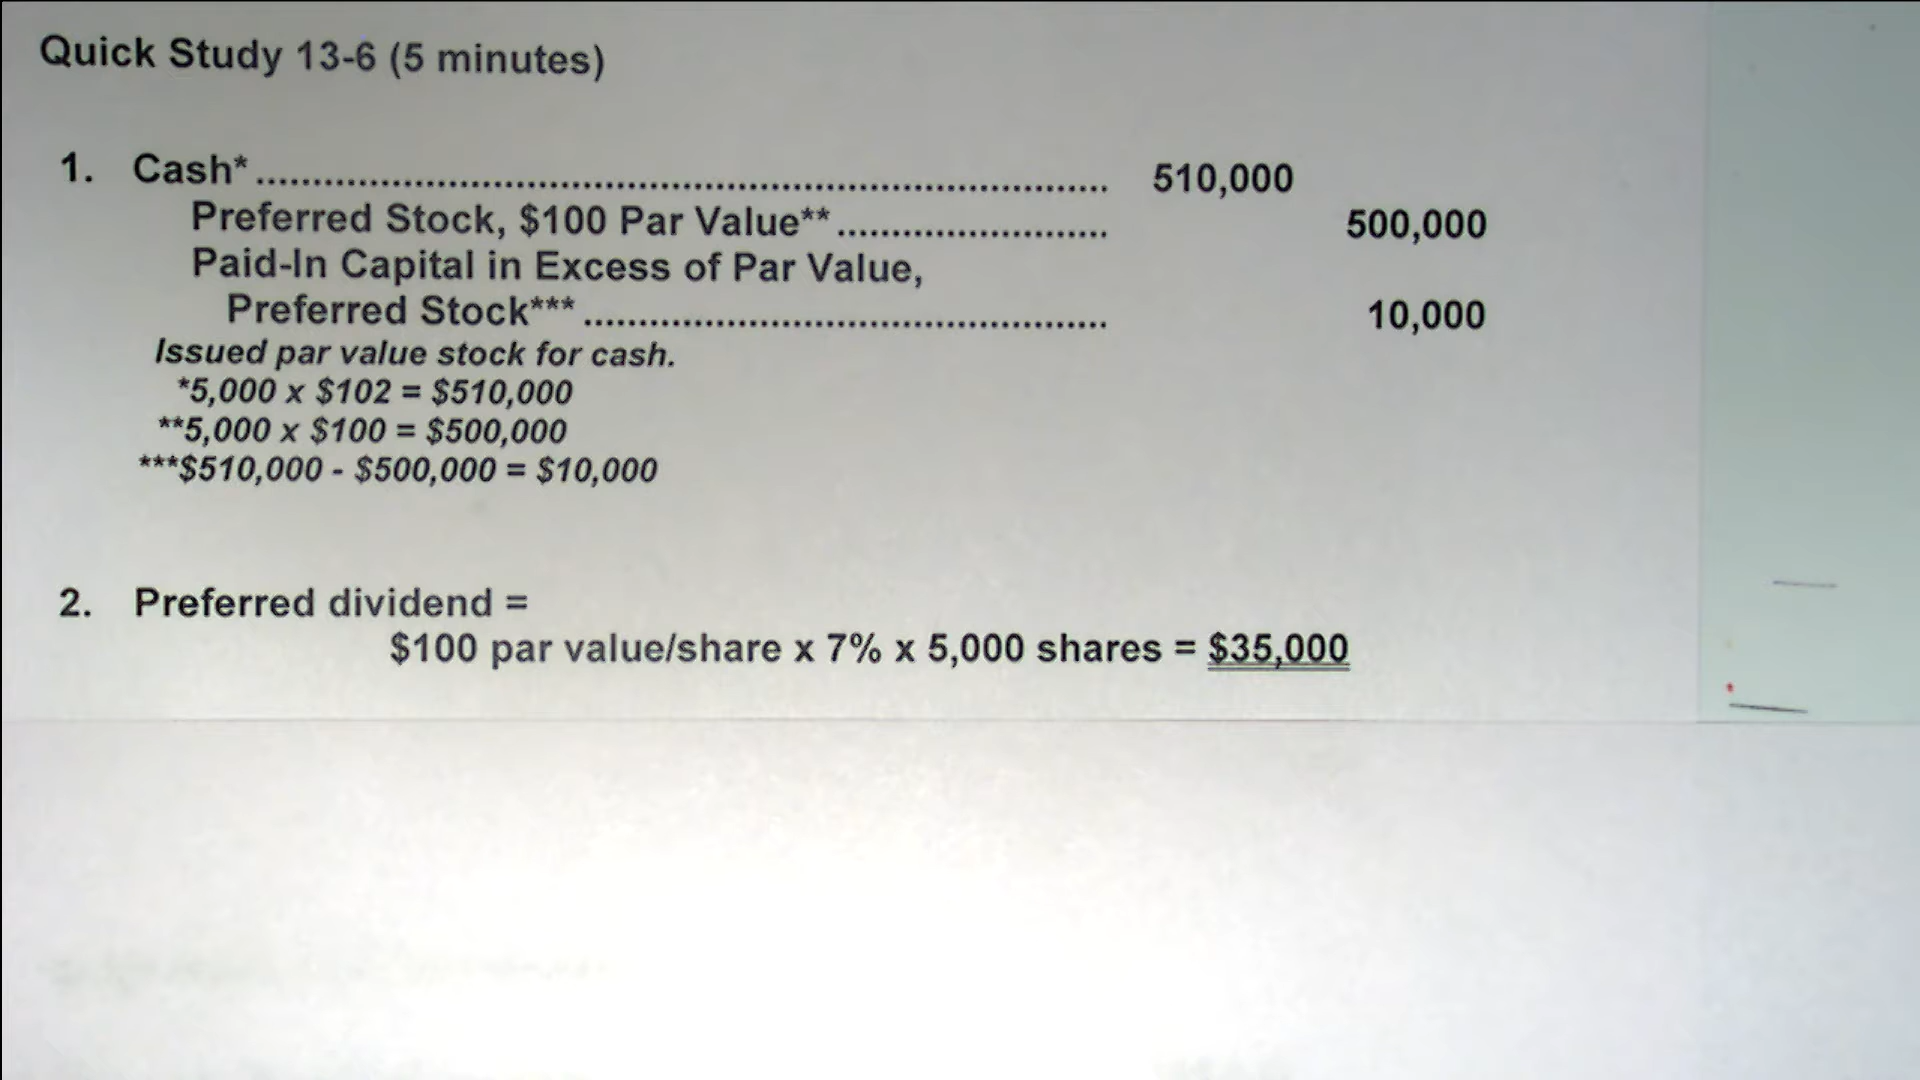 Quick Study 13-6 (5 minutes)
1. Cash* .......................................................................................... 510,000
Preferred Stock, $100 Par Value** ............................. 500,000
Paid-In Capital in Excess of Par Value,
Preferred Stock*** ........................................................ 10,000
Issued par value stock for cash.
*5,000 x $102 = $510,000
**5,000 x $100 = $500,000
***$510,000 - $500,000 = $10,000
2. Preferred dividend =
$100 par value/share x 7% x 5,000 shares = $35,000